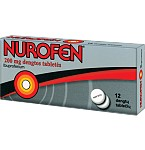 NUROFEN
200 mg dengtos tabletės
Ibuprofenum
12
dengtų
tablečių